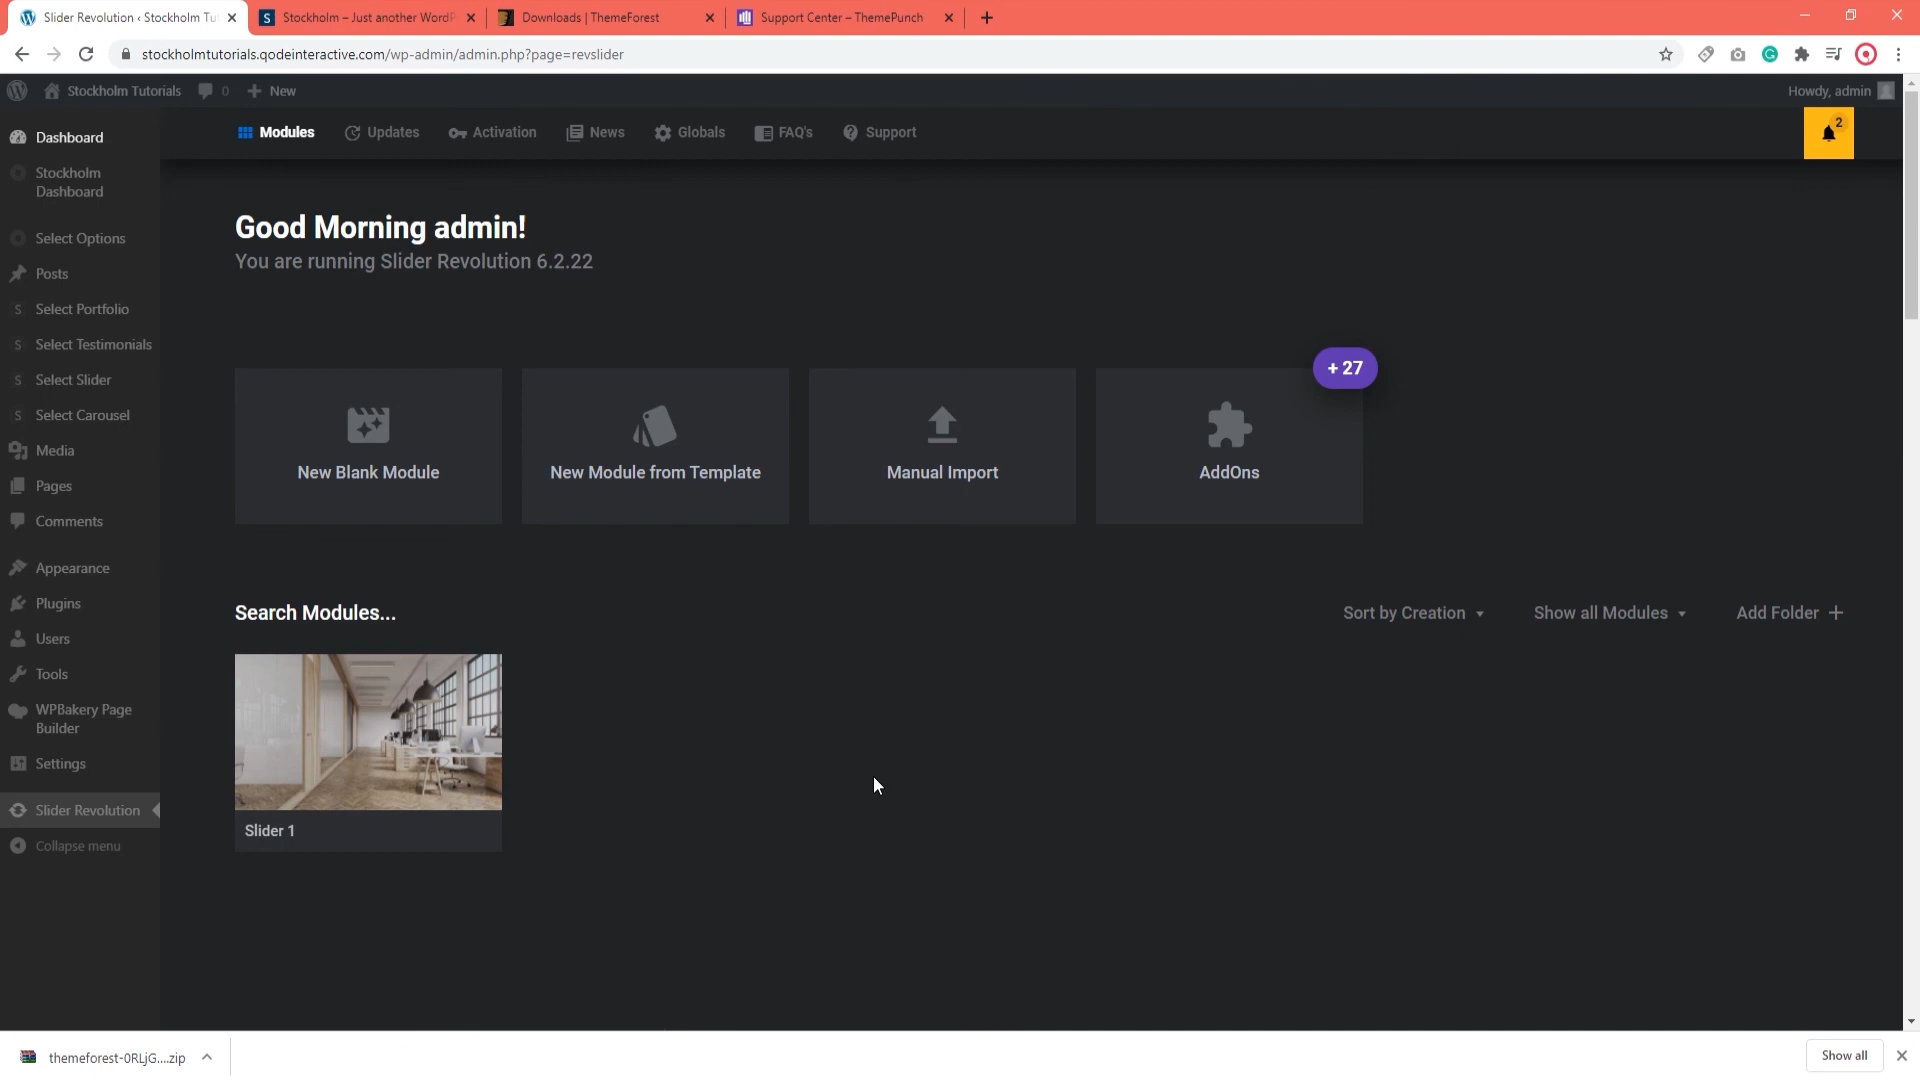 Slider Revolution ‹ Stockholm Tu
Stockholm – Just another WordP
Downloads | ThemeForest
Support Center – ThemePunch
stockholmtutorials.qodeinteractive.com/wp-admin/admin.php?page=revslider
Stockholm Tutorials
0
New
Howdy, admin
Dashboard
Stockholm
Dashboard
Select Options
Posts
Select Portfolio
Select Testimonials
Select Slider
Select Carousel
Media
Pages
Comments
Appearance
Plugins
Users
Tools
WPBakery Page
Builder
Settings
Slider Revolution
Collapse menu
Modules
Updates
Activation
News
Globals
FAQ's
Support
2
Good Morning admin!
You are running Slider Revolution 6.2.22
New Blank Module
New Module from Template
Manual Import
AddOns
+ 27
Search Modules...
Sort by Creation
Show all Modules
Add Folder +
Slider 1
themeforest-0RLjG....zip
Show all